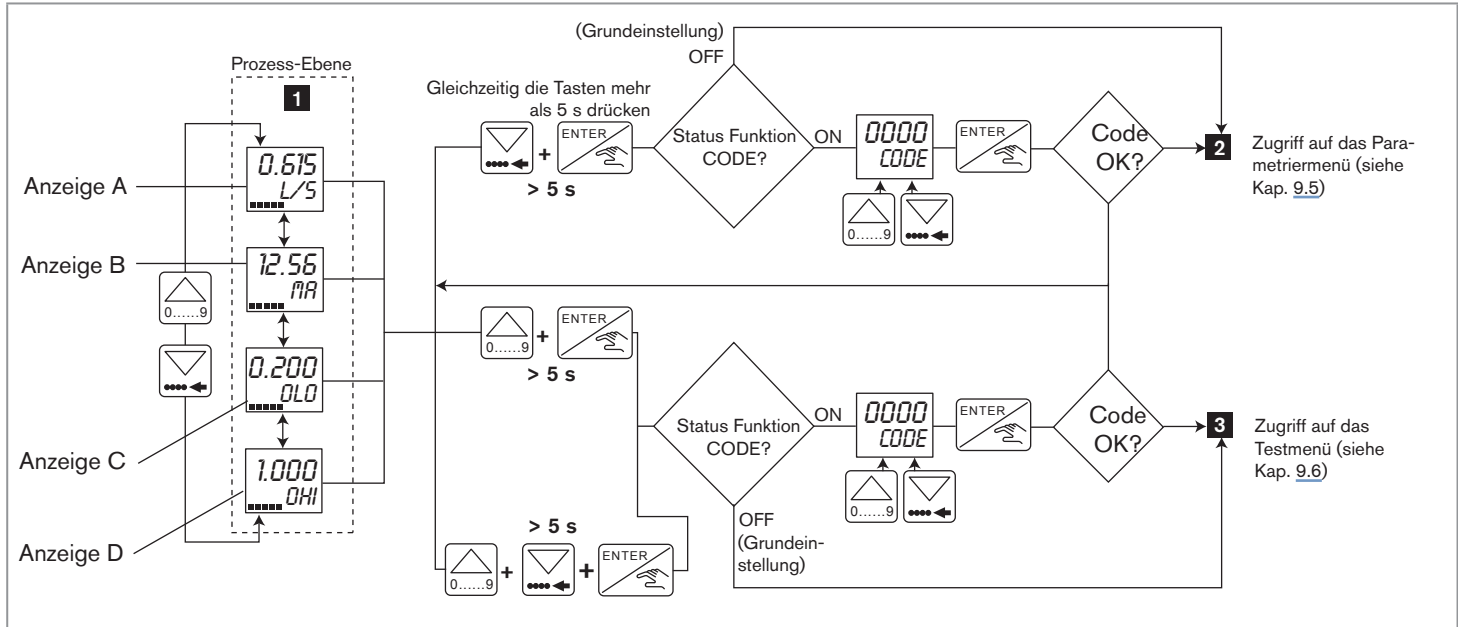 (Grundeinstellung)
OFF
Prozess-Ebene
1
Gleichzeitig die Tasten mehr
als 5 s drücken
ENTER
+
> 5 s
Status Funktion
CODE?
ON
0000
CODE
0......9
ENTER
Code
OK?
2
Zugriff auf das Para-
metriermenü (siehe
Kap. 9.5)
Anzeige A
0.615
L/S
Anzeige B
12.56
MA
0......9
0.200
OLO
Anzeige C
1.000
OHI
Anzeige D
0......9
+
ENTER
> 5 s
Status Funktion
CODE?
ON
0000
CODE
0......9
ENTER
Code
OK?
3
Zugriff auf das
Testmenü (siehe
Kap. 9.6)
> 5 s
0......9
+
+
ENTER
OFF
(Grundein-
stellung)